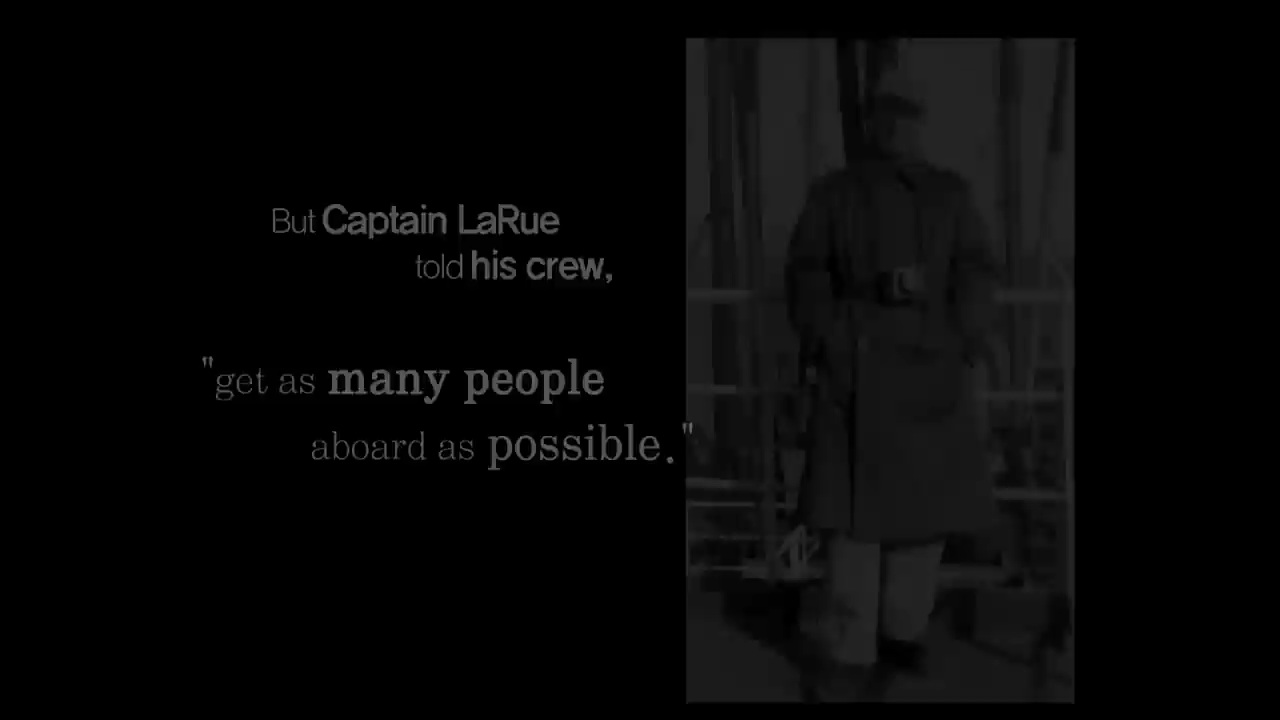 But Captain LaRue
told his crew,
"get as many people
aboard as possible."